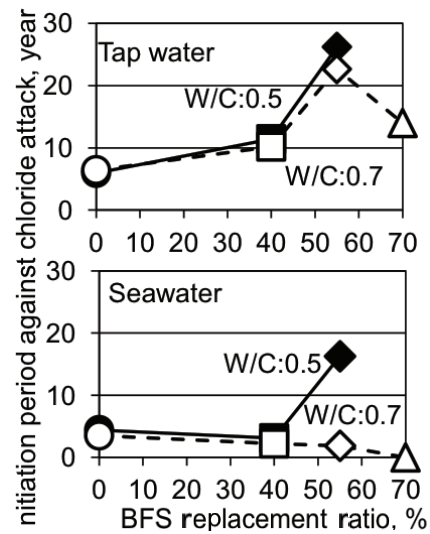 nitiation period against chloride attack, year
30
Tap water
20
W/C:0.5
10
W/C:0.7
0
0 10 20 30 40 50 60 70
30
Seawater
20
W/C:0.5
10
W/C:0.7
0
0 10 20 30 40 50 60 70
BFS replacement ratio, %